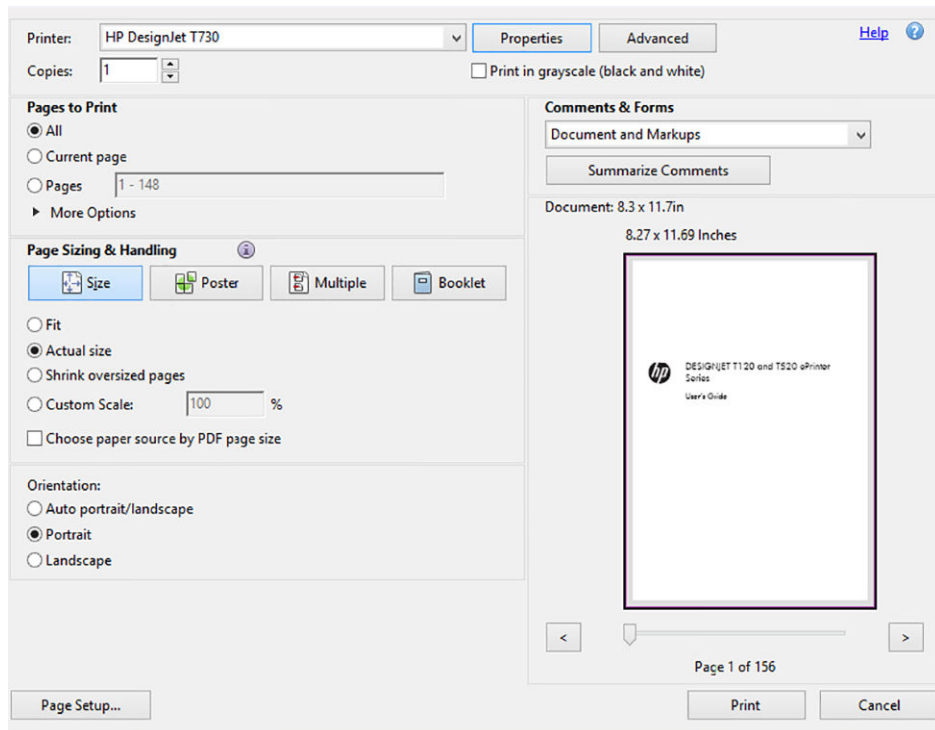 Printer: HP DesignJet T730 Properties Advanced Help ?
Copies: 1 Print in grayscale (black and white)
Pages to Print
All
Current page
Pages 1 - 148
More Options
Page Sizing & Handling i
Size Poster Multiple Booklet
Fit
Actual size
Shrink oversized pages
Custom Scale: 100 %
Choose paper source by PDF page size
Orientation:
Auto portrait/landscape
Portrait
Landscape
Comments & Forms
Document and Markups
Summarize Comments
Document: 8.3 x 11.7in
8.27 x 11.69 Inches
hp
DESIGNJET T120 and T520 ePrinter
Series
User's Guide
< >
Page 1 of 156
Page Setup... Print Cancel